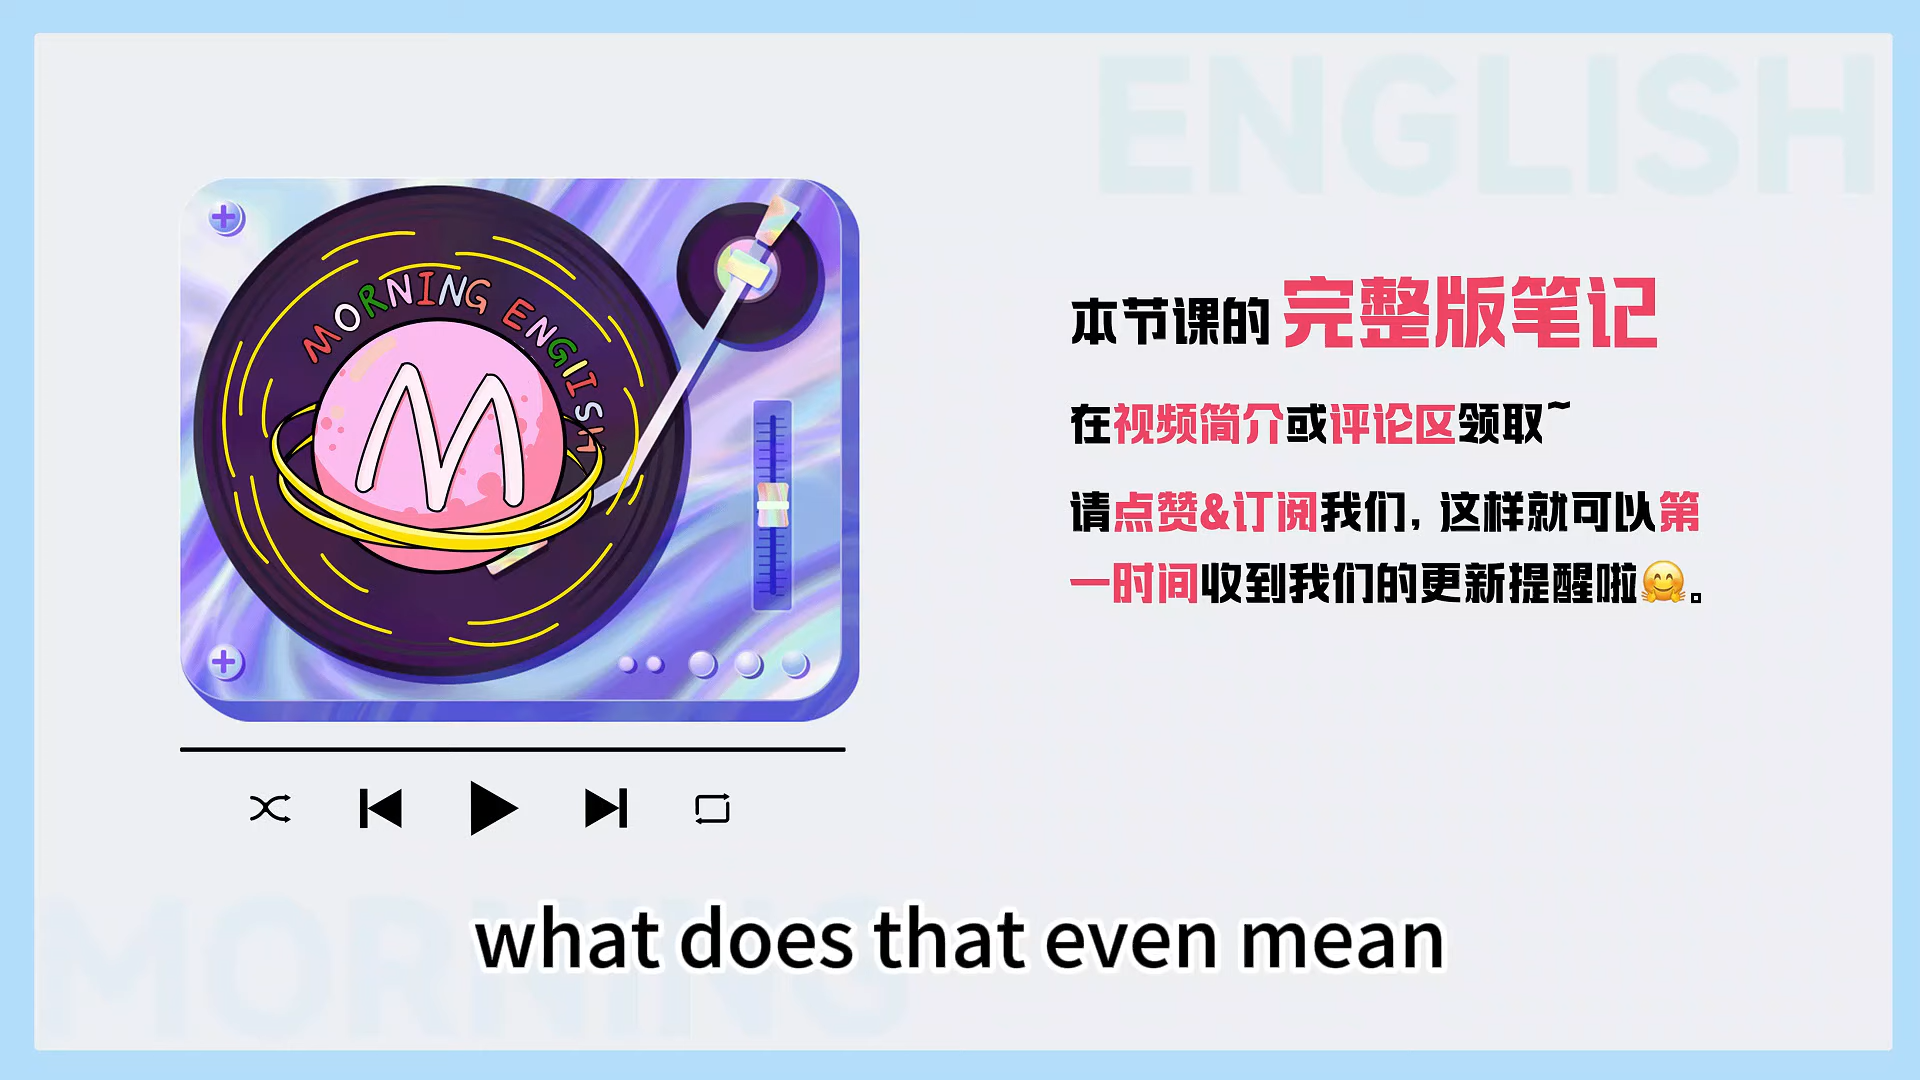 ENGLISH
MORNING ENGLISH
M
本节课的 完整版笔记
在视频简介或评论区领取~
请点赞&订阅我们，这样就可以第
一时间收到我们的更新提醒啦🤗。
MORNING
what does that even mean